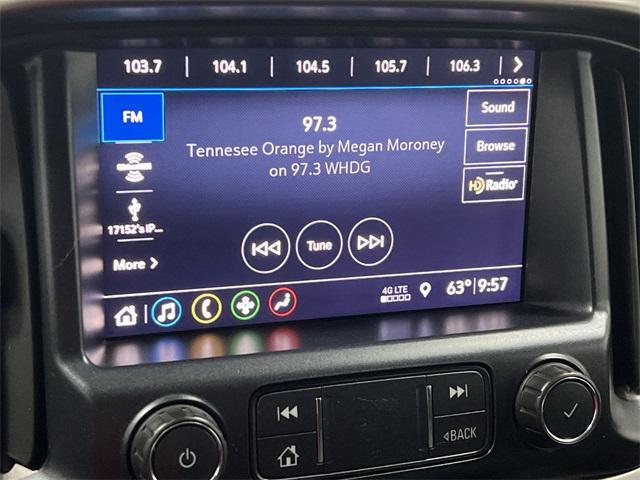 103.7 | 104.1 | 104.5 | 105.7 | 106.3 | >
FM
97.3
Sound
Tennesee Orange by Megan Moroney
on 97.3 WHDG
Browse
HD Radio
17152's iP...
Tune
More >
4G LTE
63° | 9:57
◁BACK